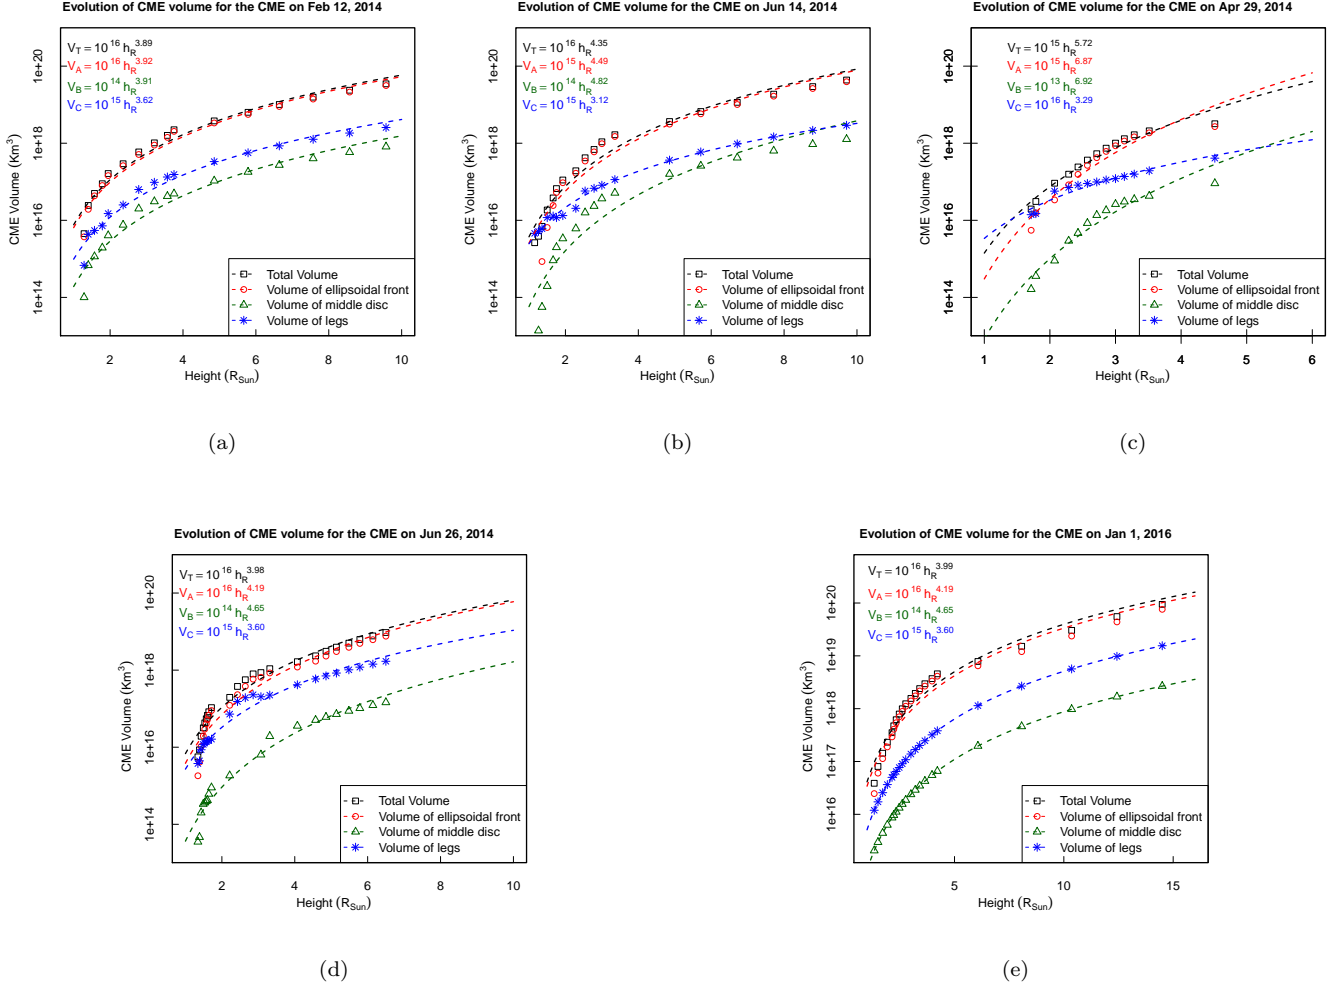 Evolution of CME volume for the CME on Feb 12, 2014
V_T = 10^16 h_R^3.89
V_A = 10^16 h_R^3.92
V_B = 10^14 h_R^3.91
V_C = 10^15 h_R^3.62
CME Volume (Km³)
1e+20
1e+18
1e+16
1e+14
Total Volume
Volume of ellipsoidal front
Volume of middle disc
Volume of legs
2 4 6 8 10
Height (R_Sun)
(a)
Evolution of CME volume for the CME on Jun 14, 2014
V_T = 10^16 h_R^4.35
V_A = 10^15 h_R^4.49
V_B = 10^14 h_R^4.82
V_C = 10^15 h_R^3.12
CME Volume (Km³)
1e+20
1e+18
1e+16
1e+14
Total Volume
Volume of ellipsoidal front
Volume of middle disc
Volume of legs
2 4 6 8 10
Height (R_Sun)
(b)
Evolution of CME volume for the CME on Apr 29, 2014
V_T = 10^15 h_R^5.72
V_A = 10^15 h_R^6.87
V_B = 10^13 h_R^6.92
V_C = 10^16 h_R^3.29
CME Volume (Km³)
1e+20
1e+18
1e+16
1e+14
Total Volume
Volume of ellipsoidal front
Volume of middle disc
Volume of legs
1 2 3 4 5 6
Height (R_Sun)
(c)
Evolution of CME volume for the CME on Jun 26, 2014
V_T = 10^16 h_R^3.98
V_A = 10^16 h_R^4.19
V_B = 10^14 h_R^4.65
V_C = 10^15 h_R^3.60
CME Volume (Km³)
1e+20
1e+18
1e+16
1e+14
Total Volume
Volume of ellipsoidal front
Volume of middle disc
Volume of legs
2 4 6 8 10
Height (R_Sun)
(d)
Evolution of CME volume for the CME on Jan 1, 2016
V_T = 10^16 h_R^3.99
V_A = 10^16 h_R^4.19
V_B = 10^14 h_R^4.65
V_C = 10^15 h_R^3.60
CME Volume (Km³)
1e+20
1e+19
1e+18
1e+17
1e+16
Total Volume
Volume of ellipsoidal front
Volume of middle disc
Volume of legs
5 10 15
Height (R_Sun)
(e)